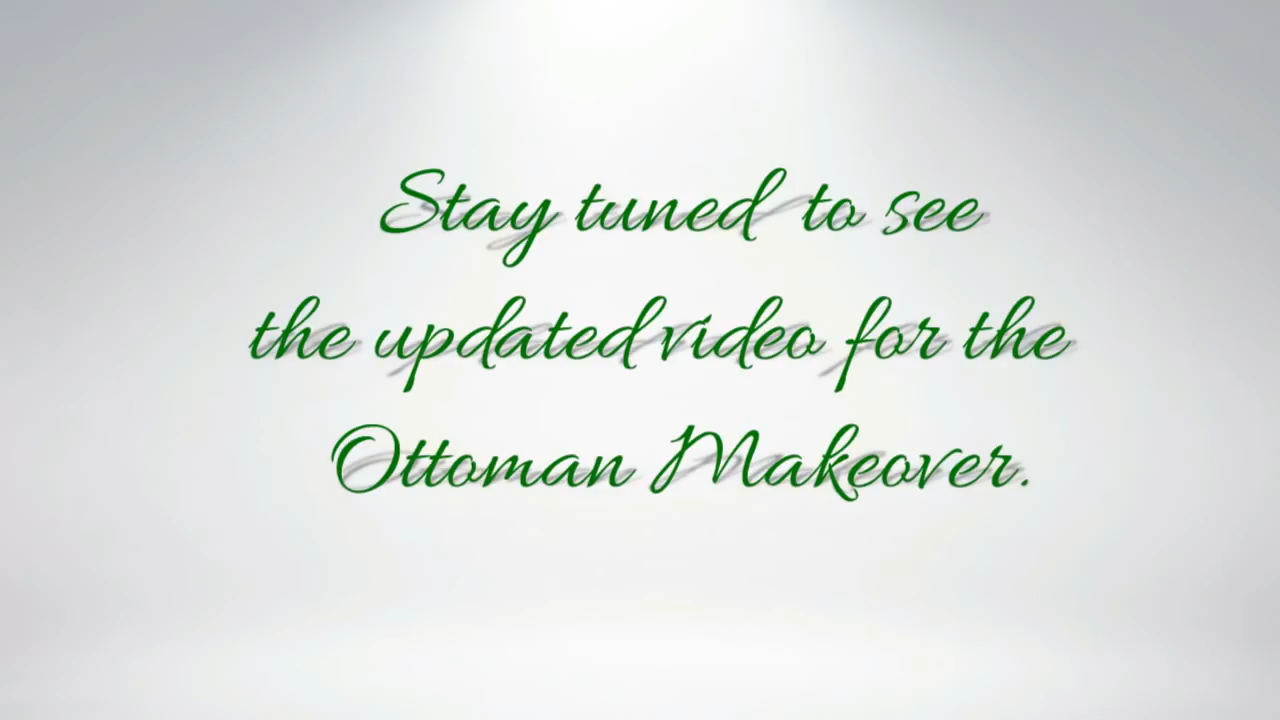 Stay tuned to see
the updated video for the
Ottoman Makeover.